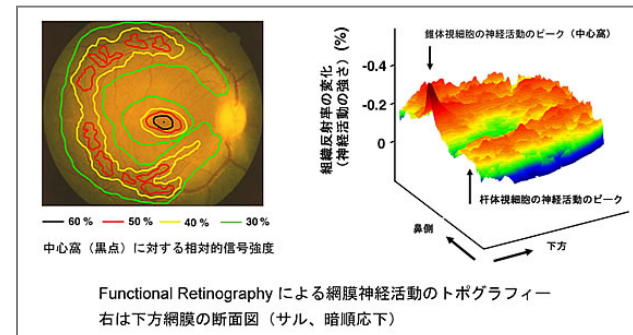 60 % 50 % 40 % 30 %
中心窩（黒点）に対する相対的信号強度
錐体視細胞の神経活動のピーク（中心窩）
組織反射率の変化
（神経活動の強さ）（%）
-0.4
-0.2
0
杆体視細胞の神経活動のピーク
鼻側
下方
Functional Retinography による網膜神経活動のトポグラフィー
右は下方網膜の断面図（サル、暗順応下）